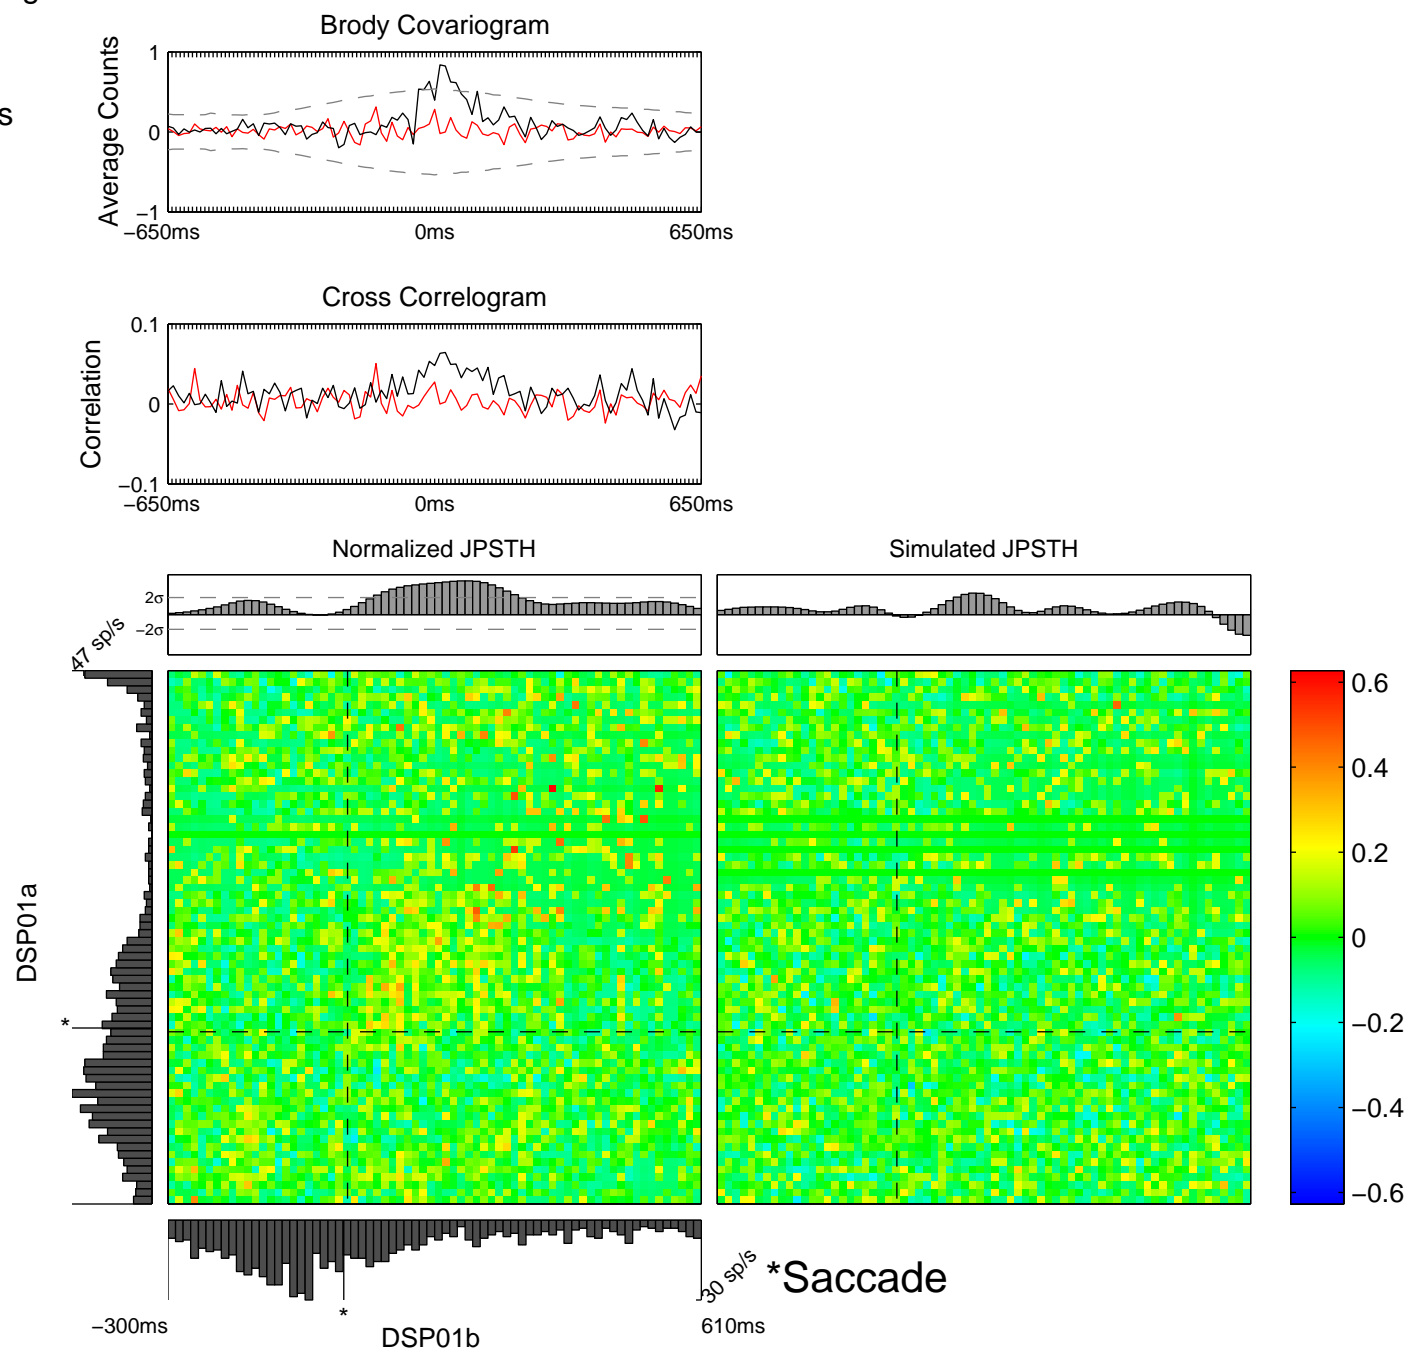 g
Brody Covariogram
s
Average Counts
1
0
−1
−650ms 0ms 650ms
Cross Correlogram
Correlation
0.1
0
−0.1
−650ms 0ms 650ms
Normalized JPSTH
Simulated JPSTH
2σ
−2σ
47 sp/s
DSP01a
*
0.6
0.4
0.2
0
−0.2
−0.4
−0.6
30 sp/s
*Saccade
*
−300ms
DSP01b
610ms